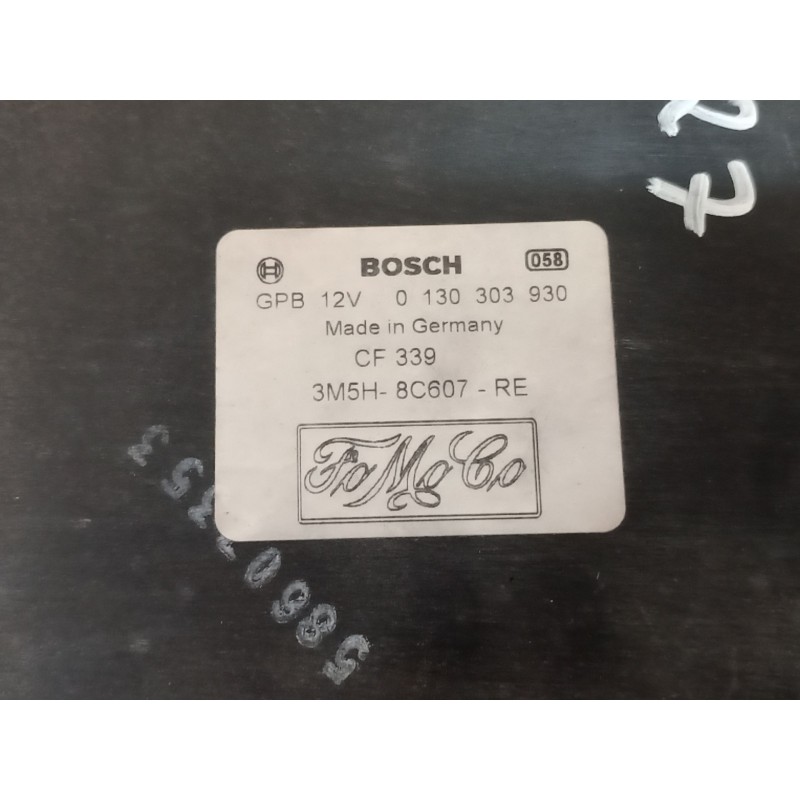 BOSCH 058
GPB 12V 0 130 303 930
Made in Germany
CF 339
3M5H- 8C607 - RE
FoMoCo